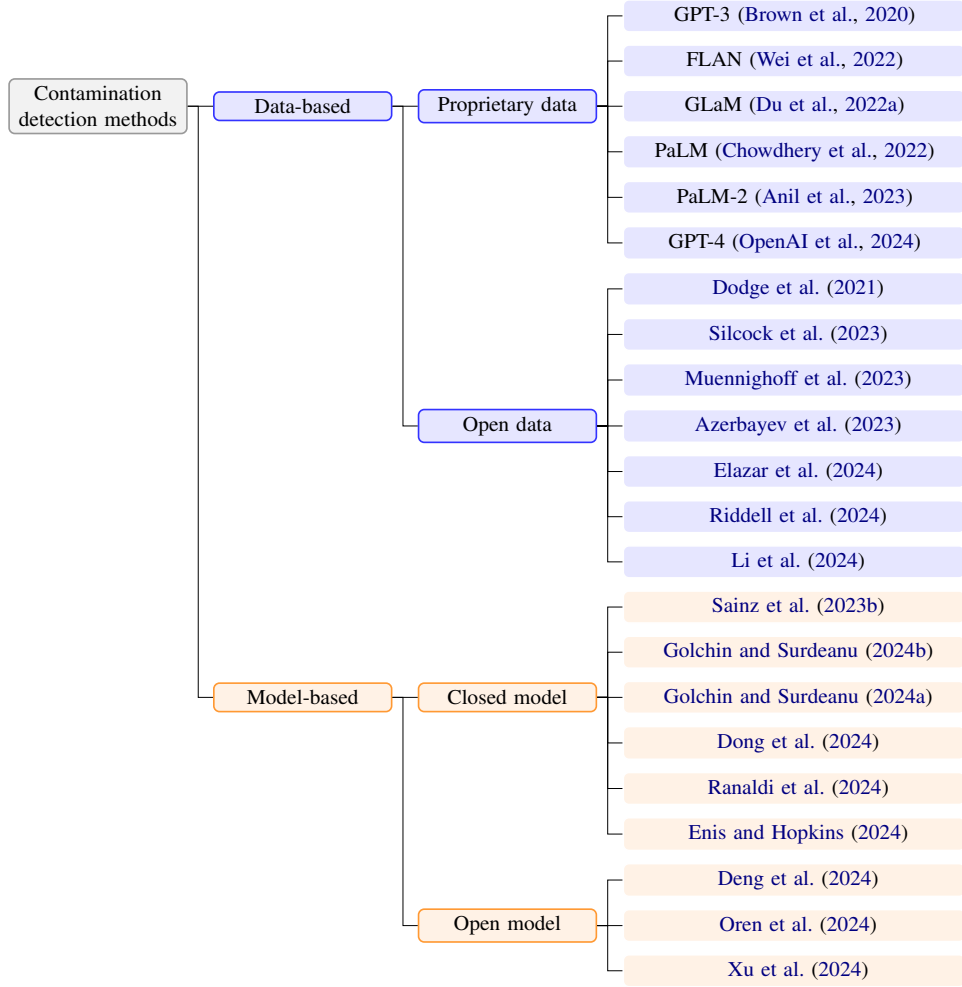 Contamination
detection methods
Data-based
Proprietary data
GPT-3 (Brown et al., 2020)
FLAN (Wei et al., 2022)
GLaM (Du et al., 2022a)
PaLM (Chowdhery et al., 2022)
PaLM-2 (Anil et al., 2023)
GPT-4 (OpenAI et al., 2024)
Open data
Dodge et al. (2021)
Silcock et al. (2023)
Muennighoff et al. (2023)
Azerbayev et al. (2023)
Elazar et al. (2024)
Riddell et al. (2024)
Li et al. (2024)
Model-based
Closed model
Sainz et al. (2023b)
Golchin and Surdeanu (2024b)
Golchin and Surdeanu (2024a)
Dong et al. (2024)
Ranaldi et al. (2024)
Enis and Hopkins (2024)
Open model
Deng et al. (2024)
Oren et al. (2024)
Xu et al. (2024)